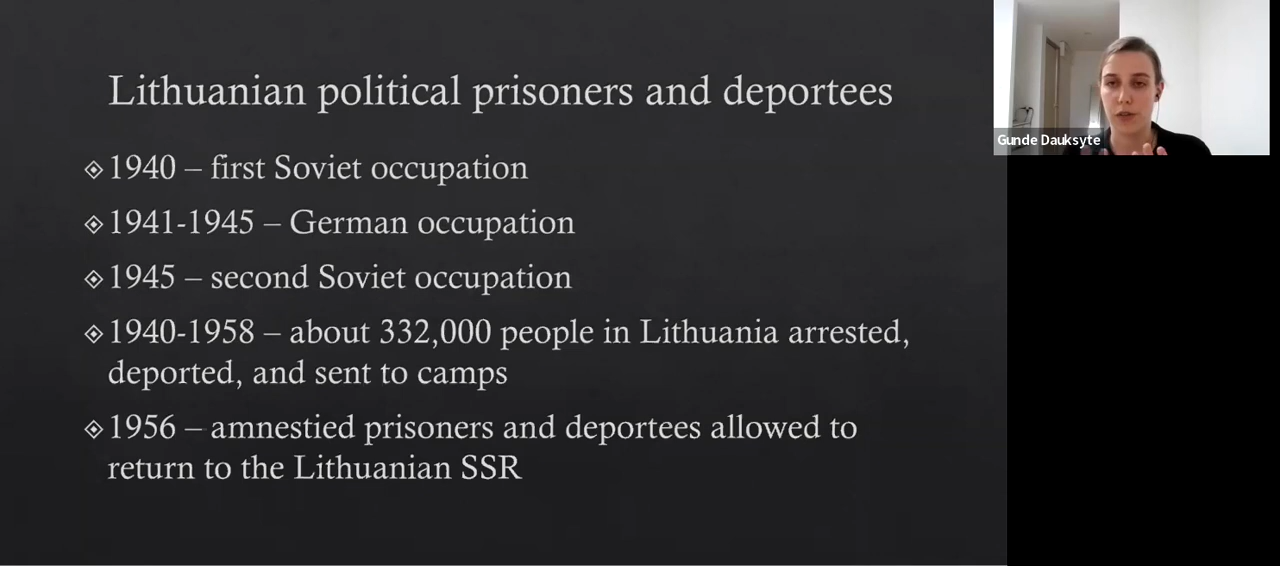 Lithuanian political prisoners and deportees
1940 – first Soviet occupation
1941-1945 – German occupation
1945 – second Soviet occupation
1940-1958 – about 332,000 people in Lithuania arrested,
deported, and sent to camps
1956 – amnestied prisoners and deportees allowed to
return to the Lithuanian SSR
Gunde Dauksyte